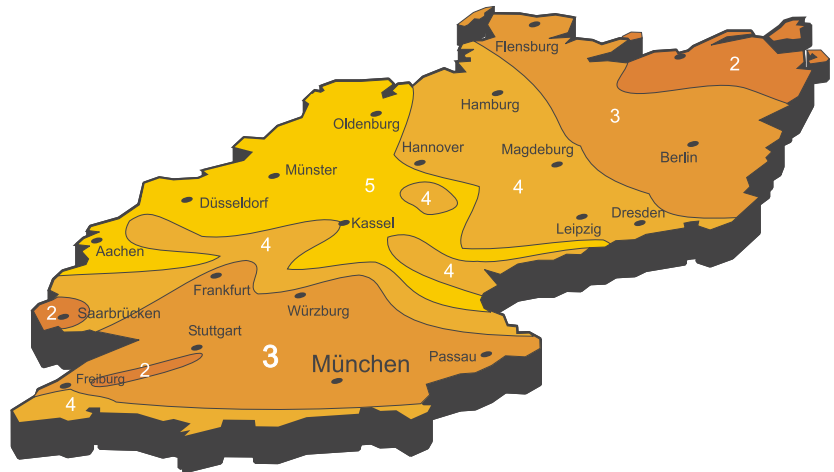 Flensburg
2
Hamburg
Oldenburg
3
Hannover
Magdeburg
Berlin
Münster
5
4
4
Düsseldorf
Kassel
Leipzig
Dresden
Aachen
4
4
Frankfurt
Würzburg
2
Saarbrücken
Stuttgart
3
München
Passau
2
Freiburg
4